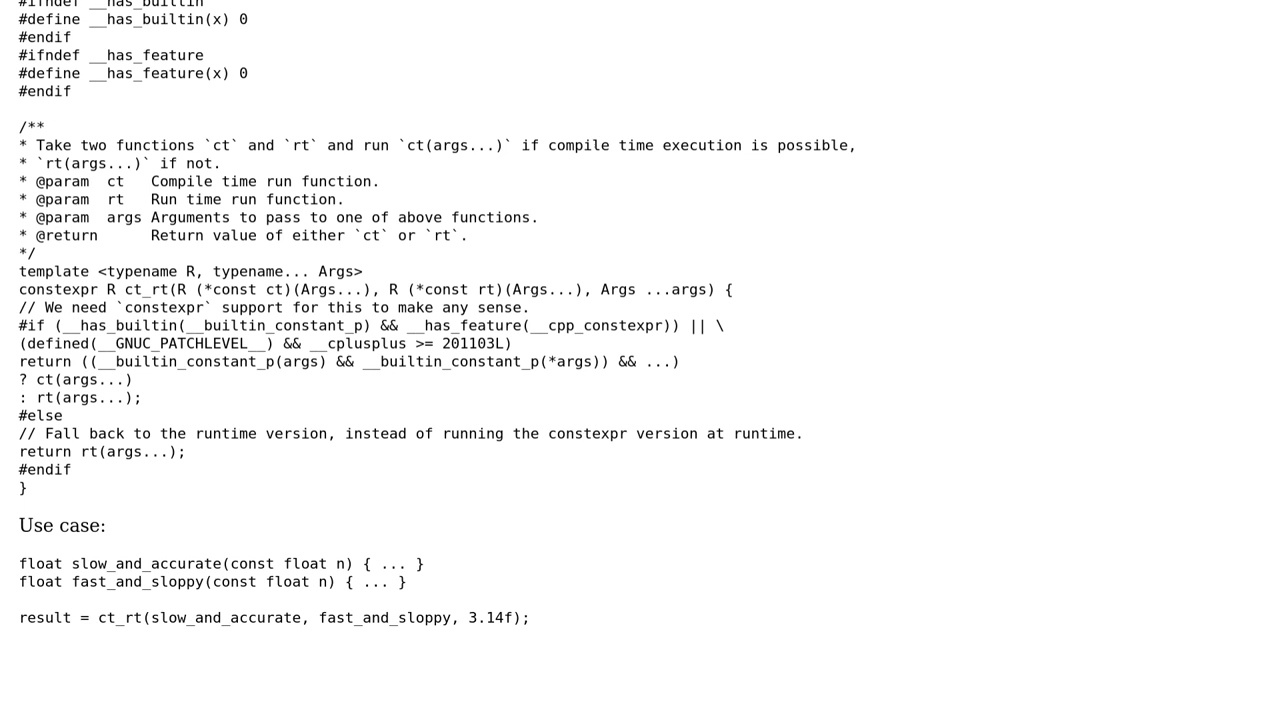 #ifndef __has_builtin
#define __has_builtin(x) 0
#endif
#ifndef __has_feature
#define __has_feature(x) 0
#endif
/**
* Take two functions `ct` and `rt` and run `ct(args...)` if compile time execution is possible,
* `rt(args...)` if not.
* @param  ct   Compile time run function.
* @param  rt   Run time run function.
* @param  args Arguments to pass to one of above functions.
* @return      Return value of either `ct` or `rt`.
*/
template <typename R, typename... Args>
constexpr R ct_rt(R (*const ct)(Args...), R (*const rt)(Args...), Args ...args) {
// We need `constexpr` support for this to make any sense.
#if (__has_builtin(__builtin_constant_p) && __has_feature(__cpp_constexpr)) || \
(defined(__GNUC_PATCHLEVEL__) && __cplusplus >= 201103L)
return ((__builtin_constant_p(args) && __builtin_constant_p(*args)) && ...)
? ct(args...)
: rt(args...);
#else
// Fall back to the runtime version, instead of running the constexpr version at runtime.
return rt(args...);
#endif
}
Use case:
float slow_and_accurate(const float n) { ... }
float fast_and_sloppy(const float n) { ... }
result = ct_rt(slow_and_accurate, fast_and_sloppy, 3.14f);